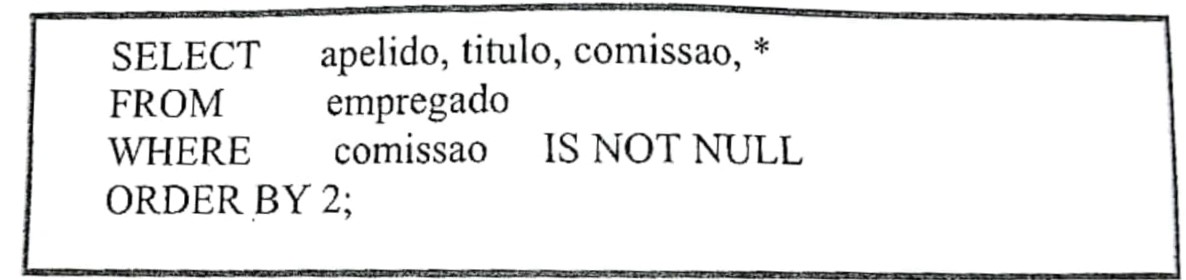 SELECT apelido, titulo, comissao, *
FROM empregado
WHERE comissao IS NOT NULL
ORDER BY 2;